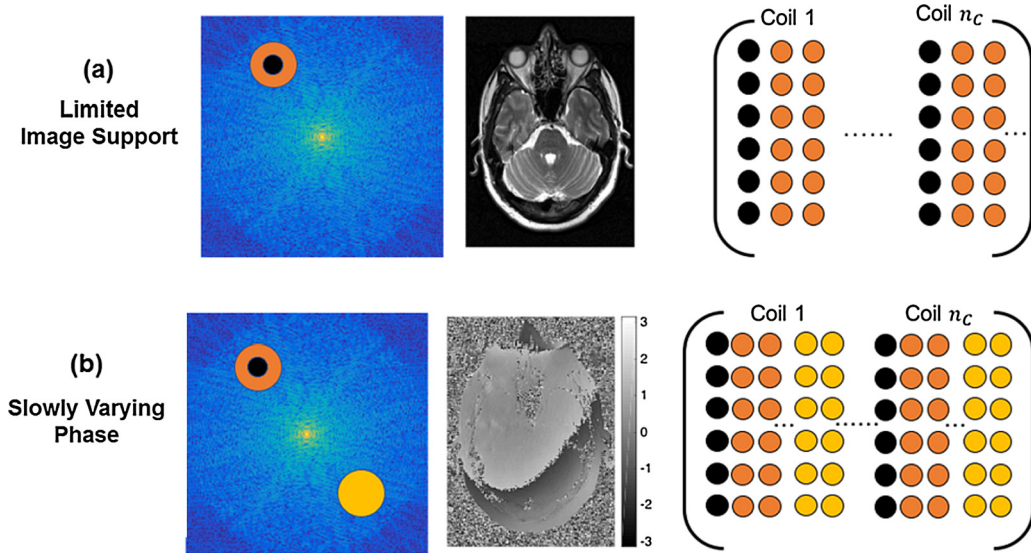 (a)
Limited
Image Support
Coil 1
Coil n_C
(b)
Slowly Varying
Phase
3
2
1
0
-1
-2
-3
Coil 1
Coil n_C